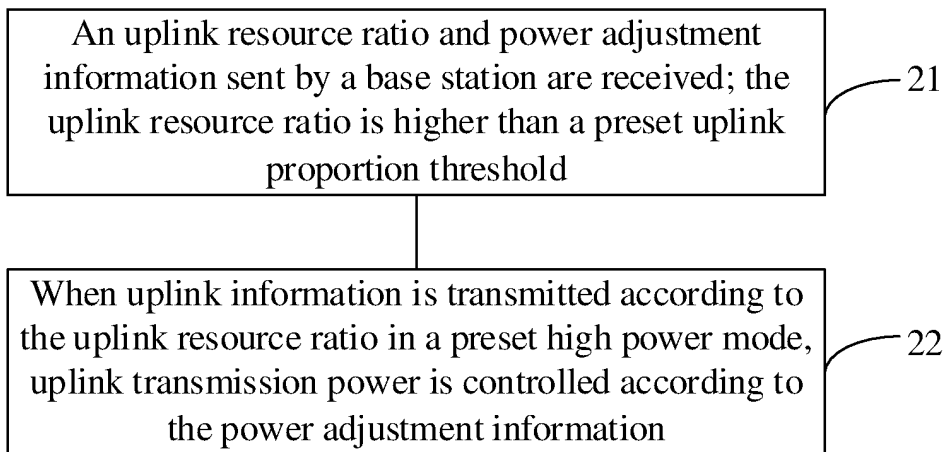 An uplink resource ratio and power adjustment
information sent by a base station are received; the
uplink resource ratio is higher than a preset uplink
proportion threshold
21
When uplink information is transmitted according to
the uplink resource ratio in a preset high power mode,
uplink transmission power is controlled according to
the power adjustment information
22